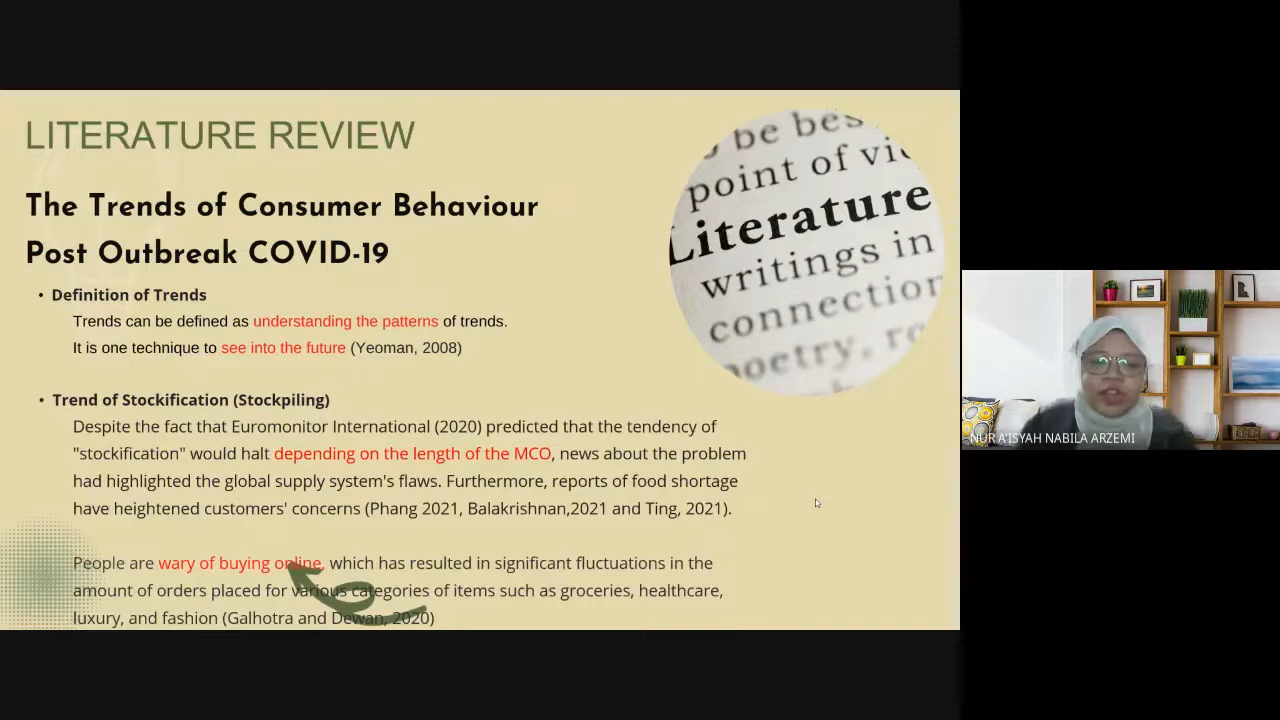 LITERATURE REVIEW
The Trends of Consumer Behaviour
Post Outbreak COVID-19
• Definition of Trends
Trends can be defined as understanding the patterns of trends.
It is one technique to see into the future (Yeoman, 2008)
• Trend of Stockification (Stockpiling)
Despite the fact that Euromonitor International (2020) predicted that the tendency of
"stockification" would halt depending on the length of the MCO, news about the problem
had highlighted the global supply system's flaws. Furthermore, reports of food shortage
have heightened customers' concerns (Phang 2021, Balakrishnan,2021 and Ting, 2021).
People are wary of buying online, which has resulted in significant fluctuations in the
amount of orders placed for various categories of items such as groceries, healthcare,
luxury, and fashion (Galhotra and Dewan, 2020)
be bes
point of vi
Literature
writings in
connection
poetry, ro
NUR A'ISYAH NABILA ARZEMI